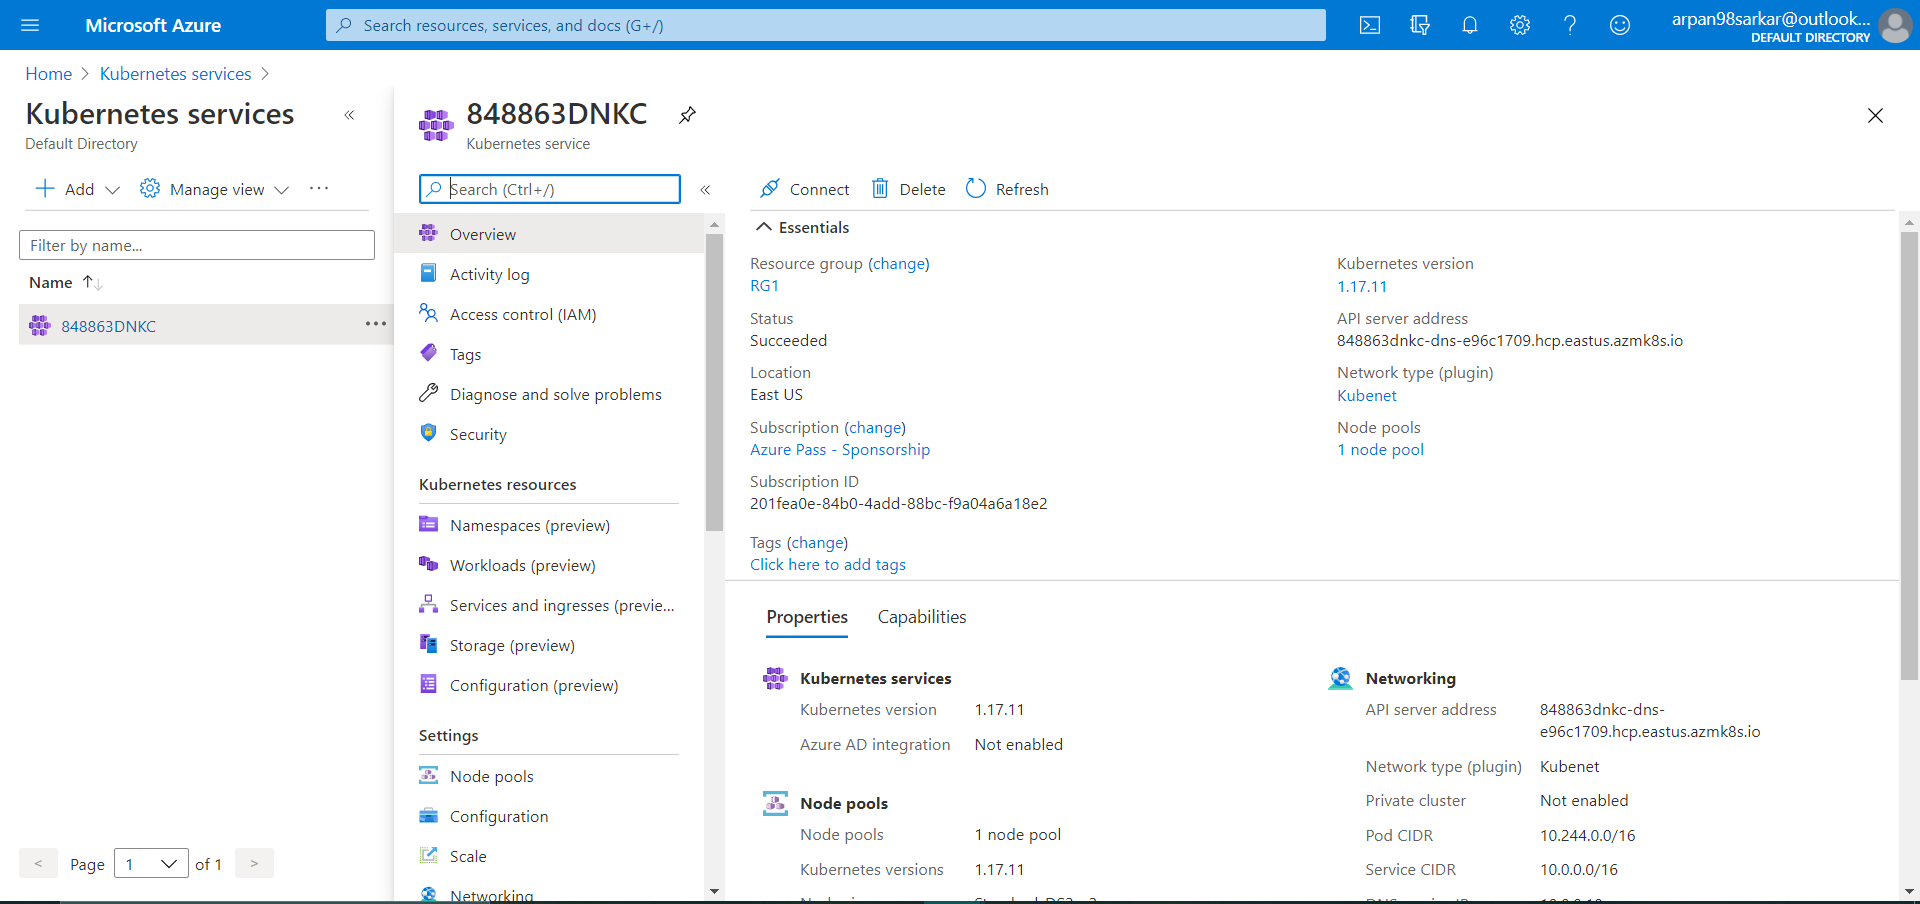 Microsoft Azure
Search resources, services, and docs (G+/)
arpan98sarkar@outlook...
DEFAULT DIRECTORY
Home > Kubernetes services >
Kubernetes services
«
Default Directory
Add
Manage view
...
Filter by name...
Name ↑↓
848863DNKC
...
< Page 1 of 1 >
848863DNKC
Kubernetes service
Search (Ctrl+/)
«
Overview
Activity log
Access control (IAM)
Tags
Diagnose and solve problems
Security
Kubernetes resources
Namespaces (preview)
Workloads (preview)
Services and ingresses (previe...
Storage (preview)
Configuration (preview)
Settings
Node pools
Configuration
Scale
Networking
Connect
Delete
Refresh
Essentials
Resource group (change)
RG1
Status
Succeeded
Location
East US
Subscription (change)
Azure Pass - Sponsorship
Subscription ID
201fea0e-84b0-4add-88bc-f9a04a6a18e2
Tags (change)
Click here to add tags
Kubernetes version
1.17.11
API server address
848863dnkc-dns-e96c1709.hcp.eastus.azmk8s.io
Network type (plugin)
Kubenet
Node pools
1 node pool
Properties
Capabilities
Kubernetes services
Kubernetes version 1.17.11
Azure AD integration Not enabled
Node pools
Node pools 1 node pool
Kubernetes versions 1.17.11
Networking
API server address 848863dnkc-dns-
e96c1709.hcp.eastus.azmk8s.io
Network type (plugin) Kubenet
Private cluster Not enabled
Pod CIDR 10.244.0.0/16
Service CIDR 10.0.0.0/16